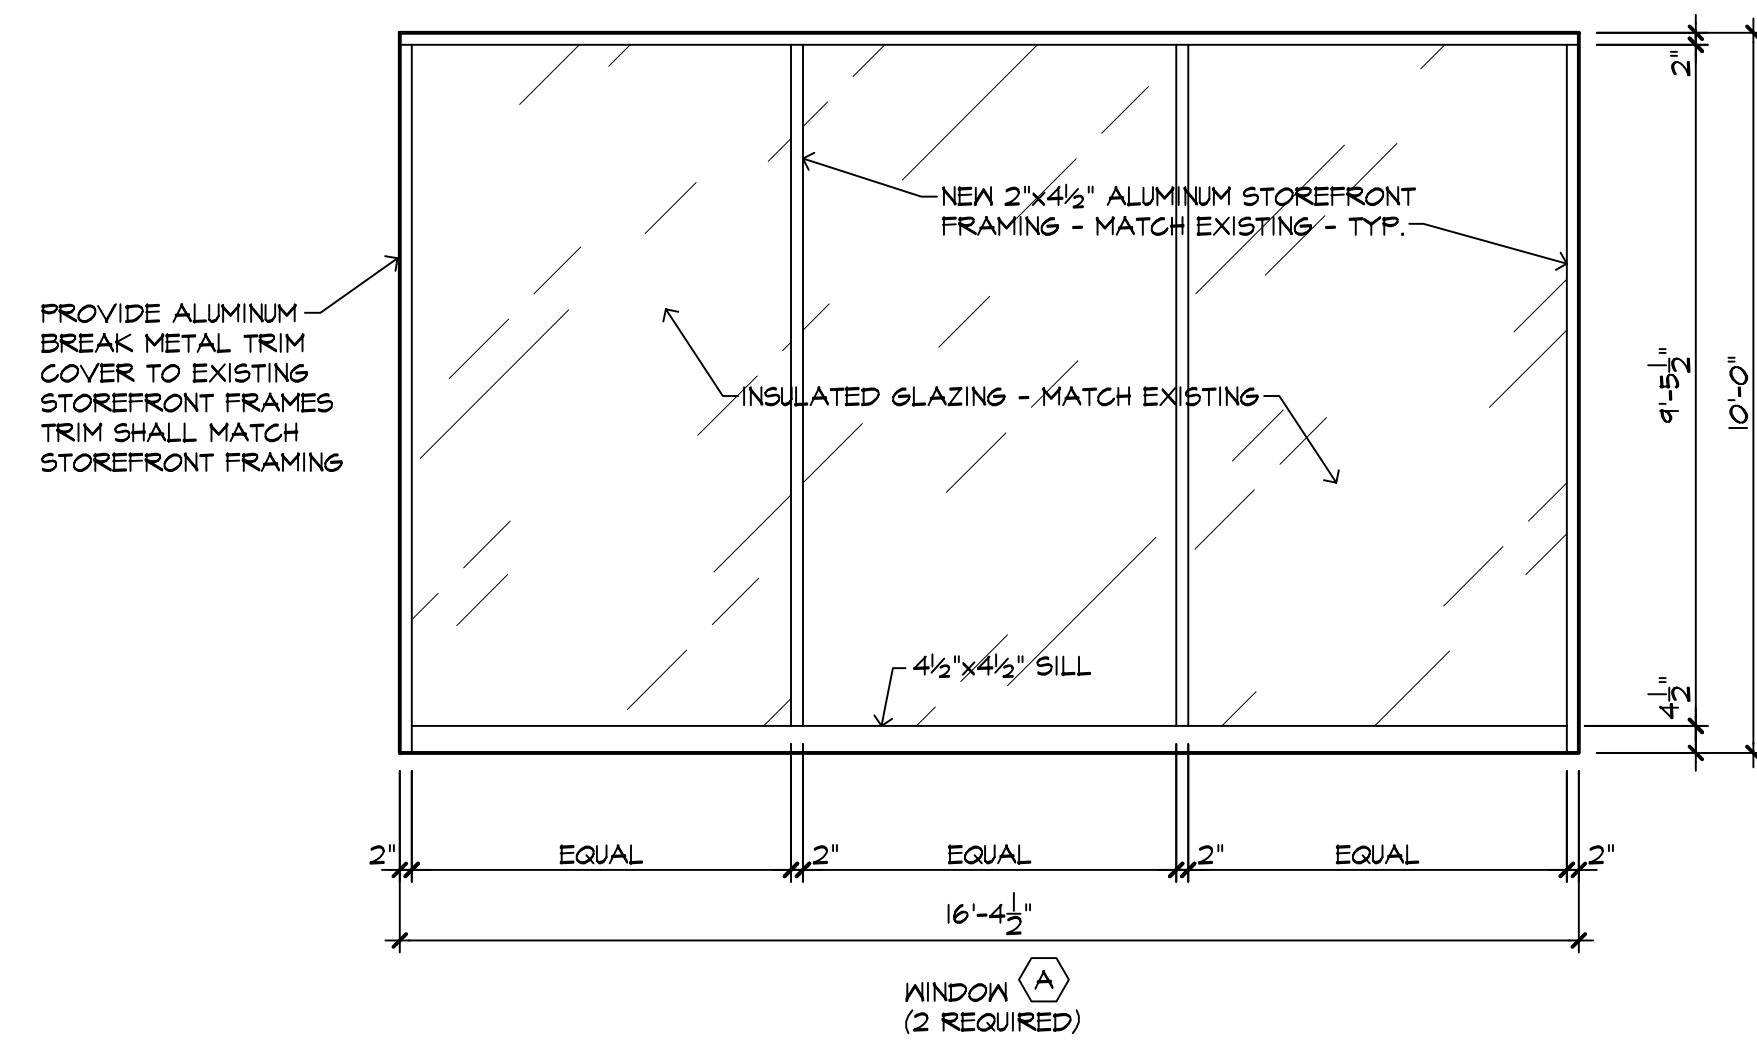 2"
NEW 2"x4½" ALUMINUM STOREFRONT
FRAMING - MATCH EXISTING - TYP.
PROVIDE ALUMINUM
BREAK METAL TRIM
COVER TO EXISTING
STOREFRONT FRAMES
TRIM SHALL MATCH
STOREFRONT FRAMING
INSULATED GLAZING - MATCH EXISTING
9'-5½"
10'-0"
4½"x4½" SILL
4½"
2" EQUAL 2" EQUAL 2" EQUAL 2"
16'-4½"
WINDOW A
(2 REQUIRED)